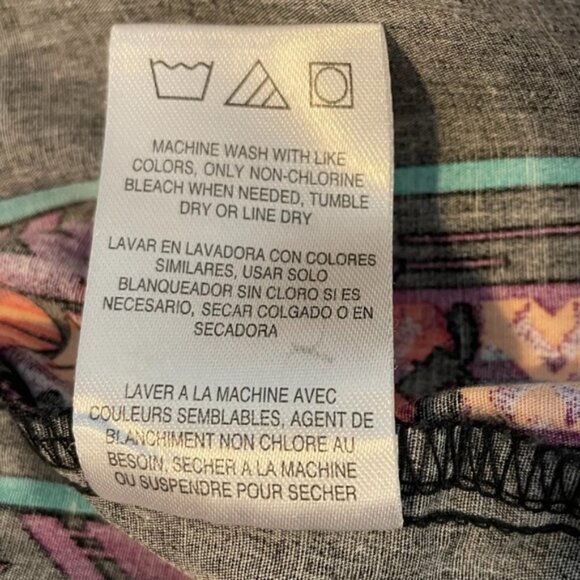 MACHINE WASH WITH LIKE
COLORS, ONLY NON-CHLORINE
BLEACH WHEN NEEDED, TUMBLE
DRY OR LINE DRY
LAVAR EN LAVADORA CON COLORES
SIMILARES, USAR SOLO
BLANQUEADOR SIN CLORO SI ES
NECESARIO, SECAR COLGADO O EN
SECADORA
LAVER A LA MACHINE AVEC
COULEURS SEMBLABLES, AGENT DE
BLANCHIMENT NON CHLORE AU
BESOIN, SECHER A LA MACHINE
OU SUSPENDRE POUR SECHER